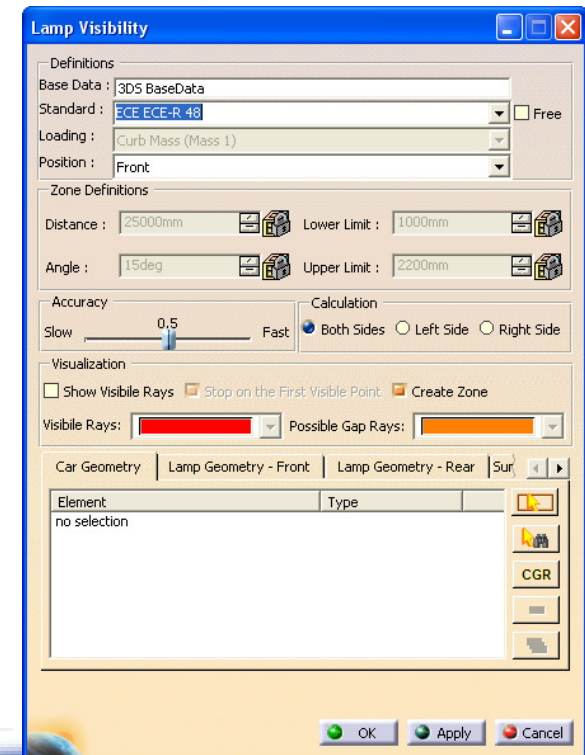 Lamp Visibility
Definitions
Base Data : 3DS BaseData
Standard : ECE ECE-R 48 Free
Loading : Curb Mass (Mass 1)
Position : Front
Zone Definitions
Distance : 25000mm Lower Limit : 1000mm
Angle : 15deg Upper Limit : 2200mm
Accuracy Calculation
Slow 0,5 Fast Both Sides Left Side Right Side
Visualization
Show Visibile Rays Stop on the First Visible Point Create Zone
Visibile Rays: Possible Gap Rays:
Car Geometry Lamp Geometry - Front Lamp Geometry - Rear Sur
Element Type
no selection
CGR
OK Apply Cancel